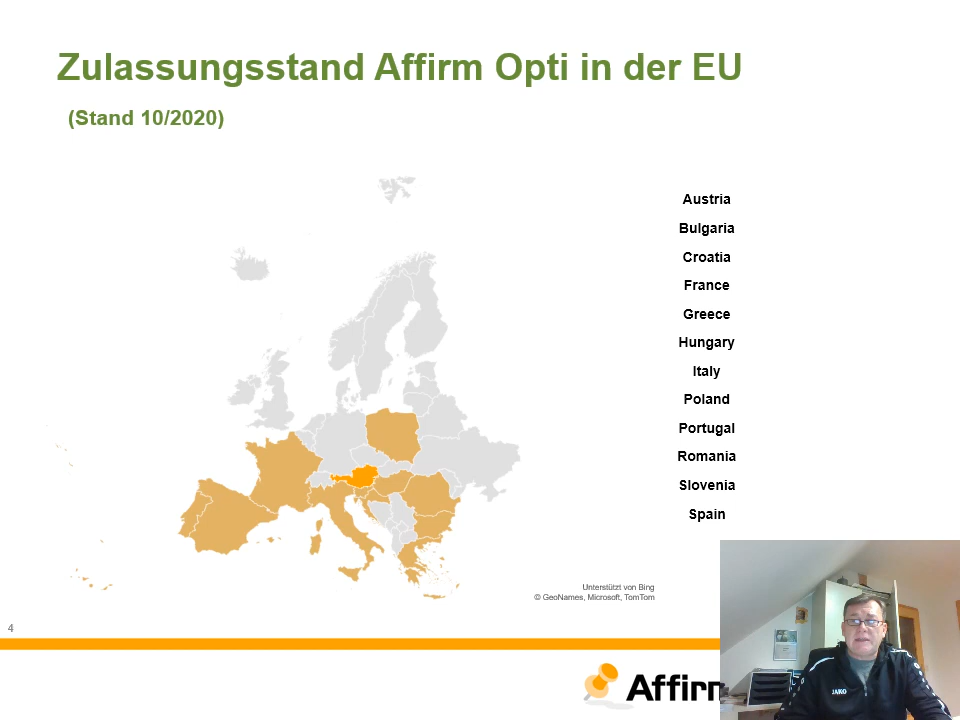 Zulassungsstand Affirm Opti in der EU
(Stand 10/2020)
Austria
Bulgaria
Croatia
France
Greece
Hungary
Italy
Poland
Portugal
Romania
Slovenia
Spain
Unterstützt von Bing
© GeoNames, Microsoft, TomTom
4
Affirm
JAKO